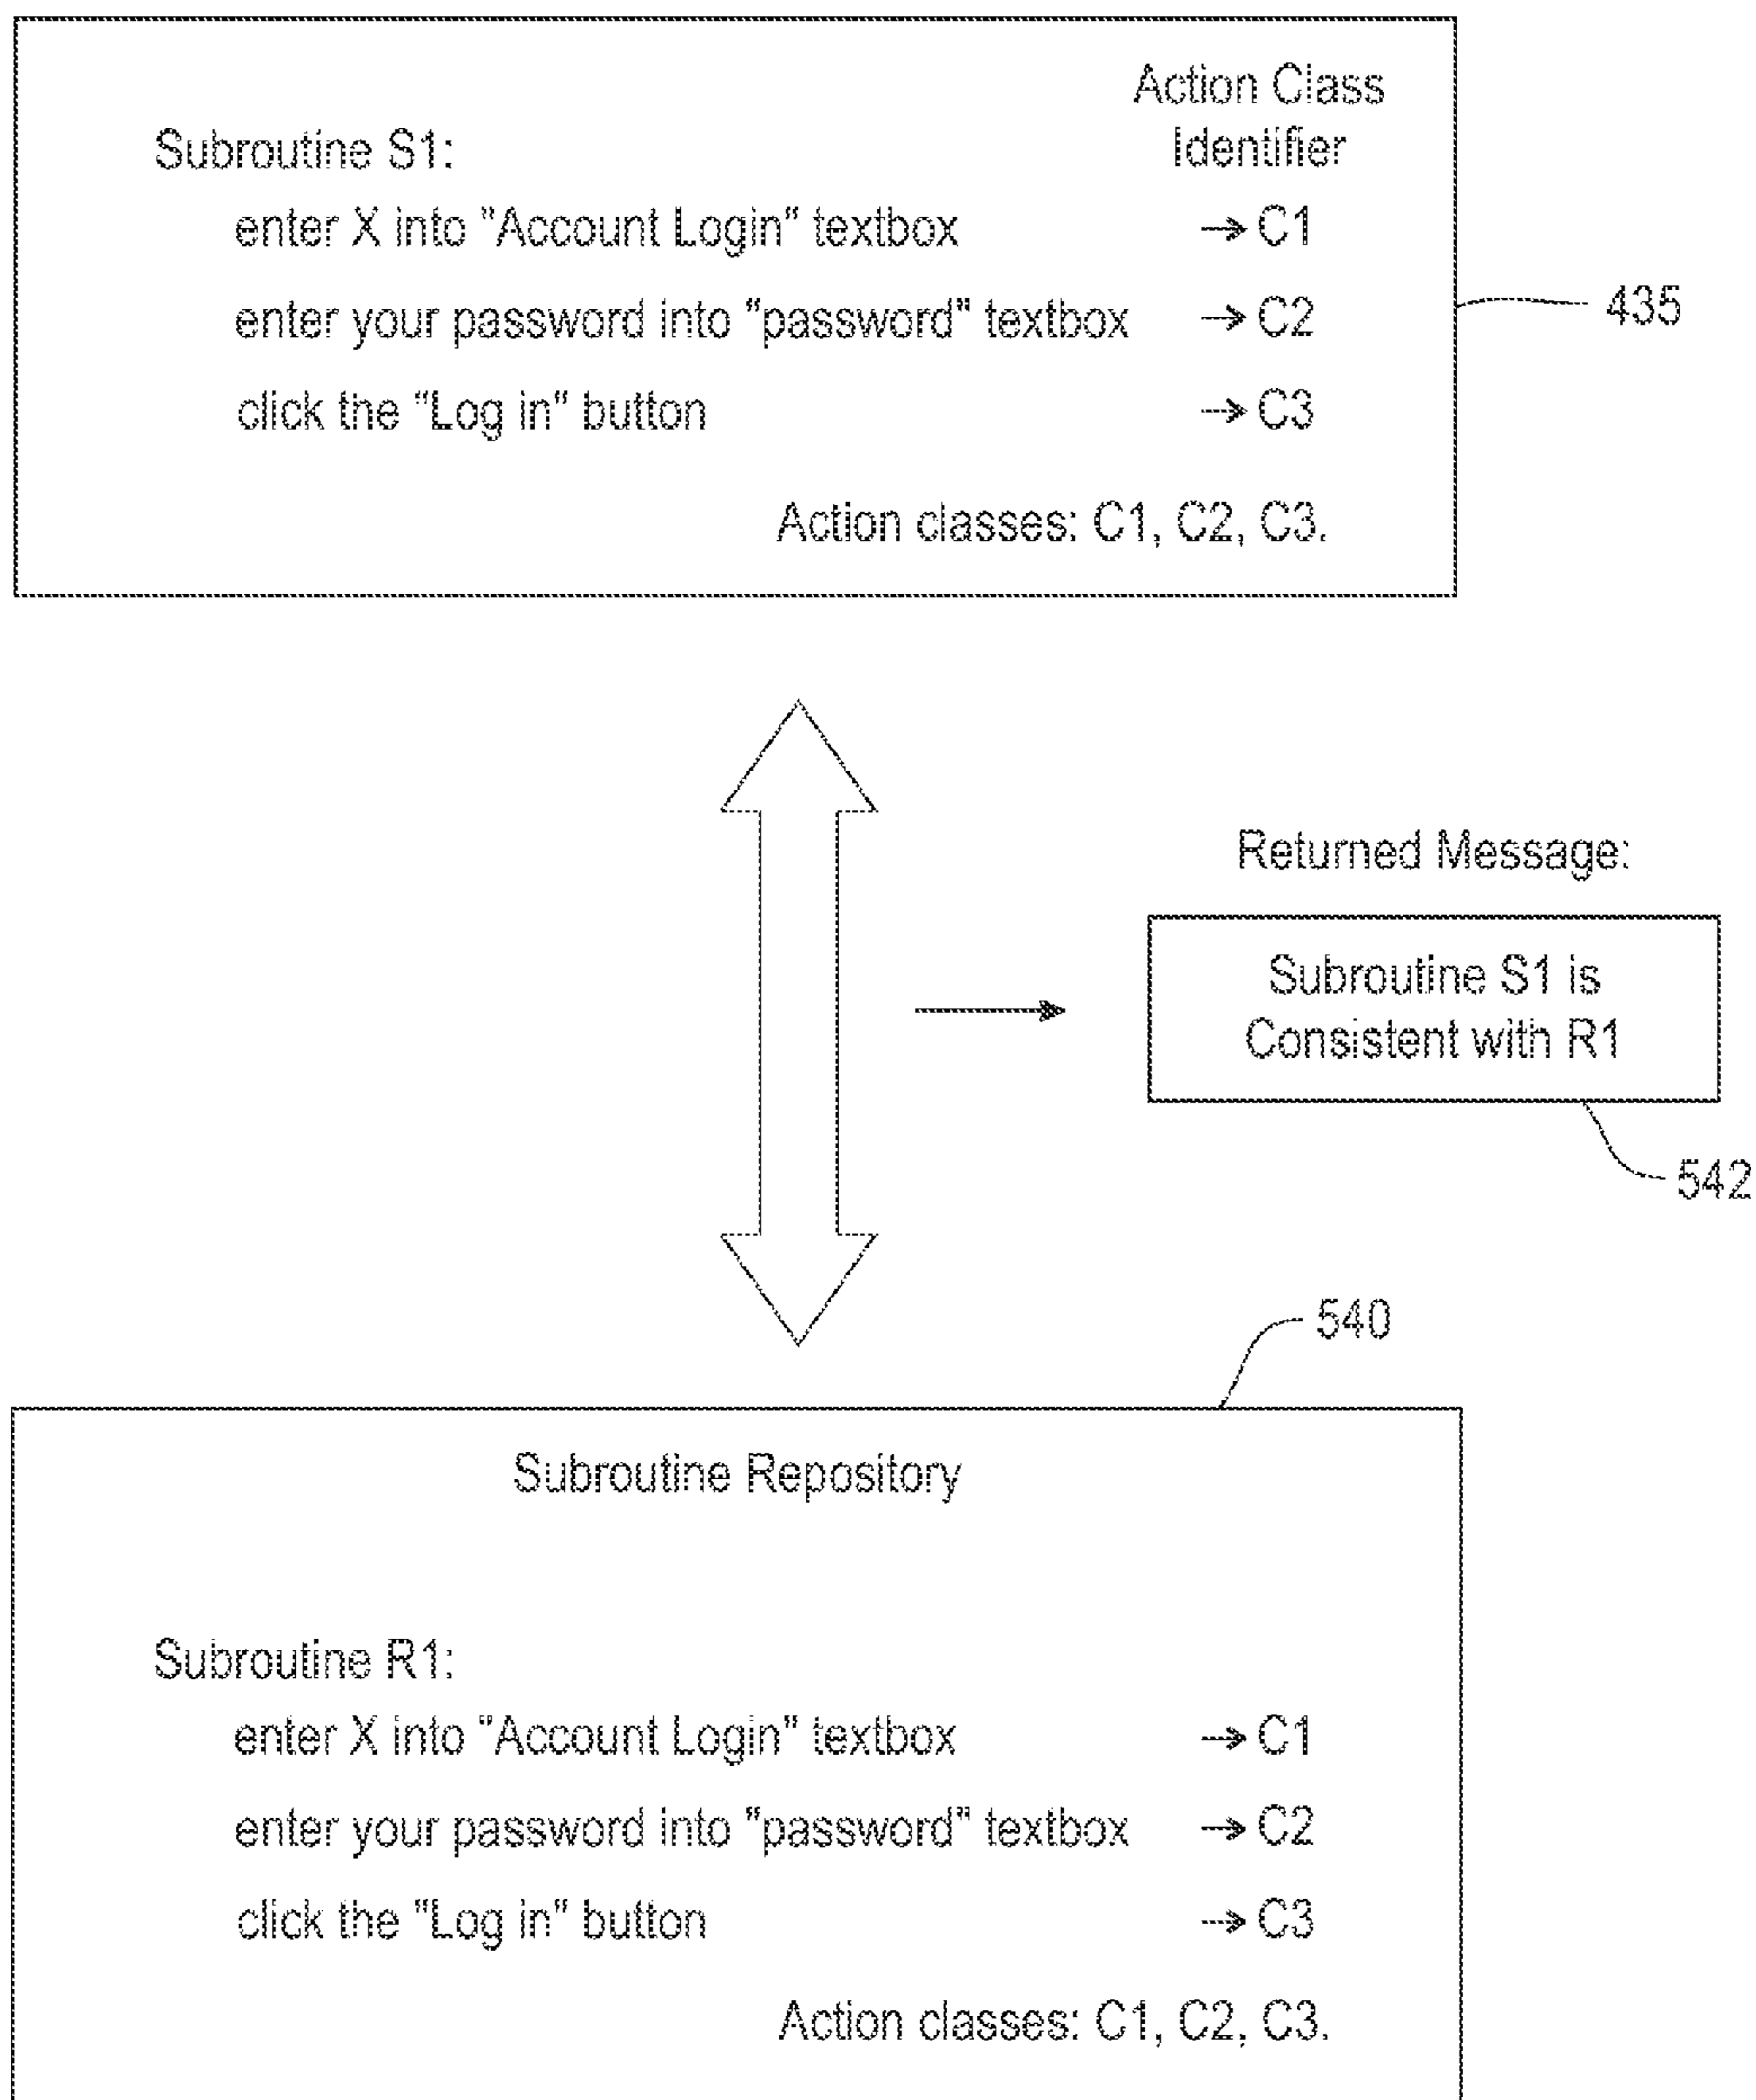 Action Class
Identifier
Subroutine S1:
enter X into "Account Login" textbox → C1
enter your password into "password" textbox → C2
click the "Log in" button → C3
Action classes: C1, C2, C3.
435
Returned Message:
Subroutine S1 is
Consistent with R1
542
540
Subroutine Repository
Subroutine R1:
enter X into "Account Login" textbox → C1
enter your password into "password" textbox → C2
click the "Log in" button → C3
Action classes: C1, C2, C3.